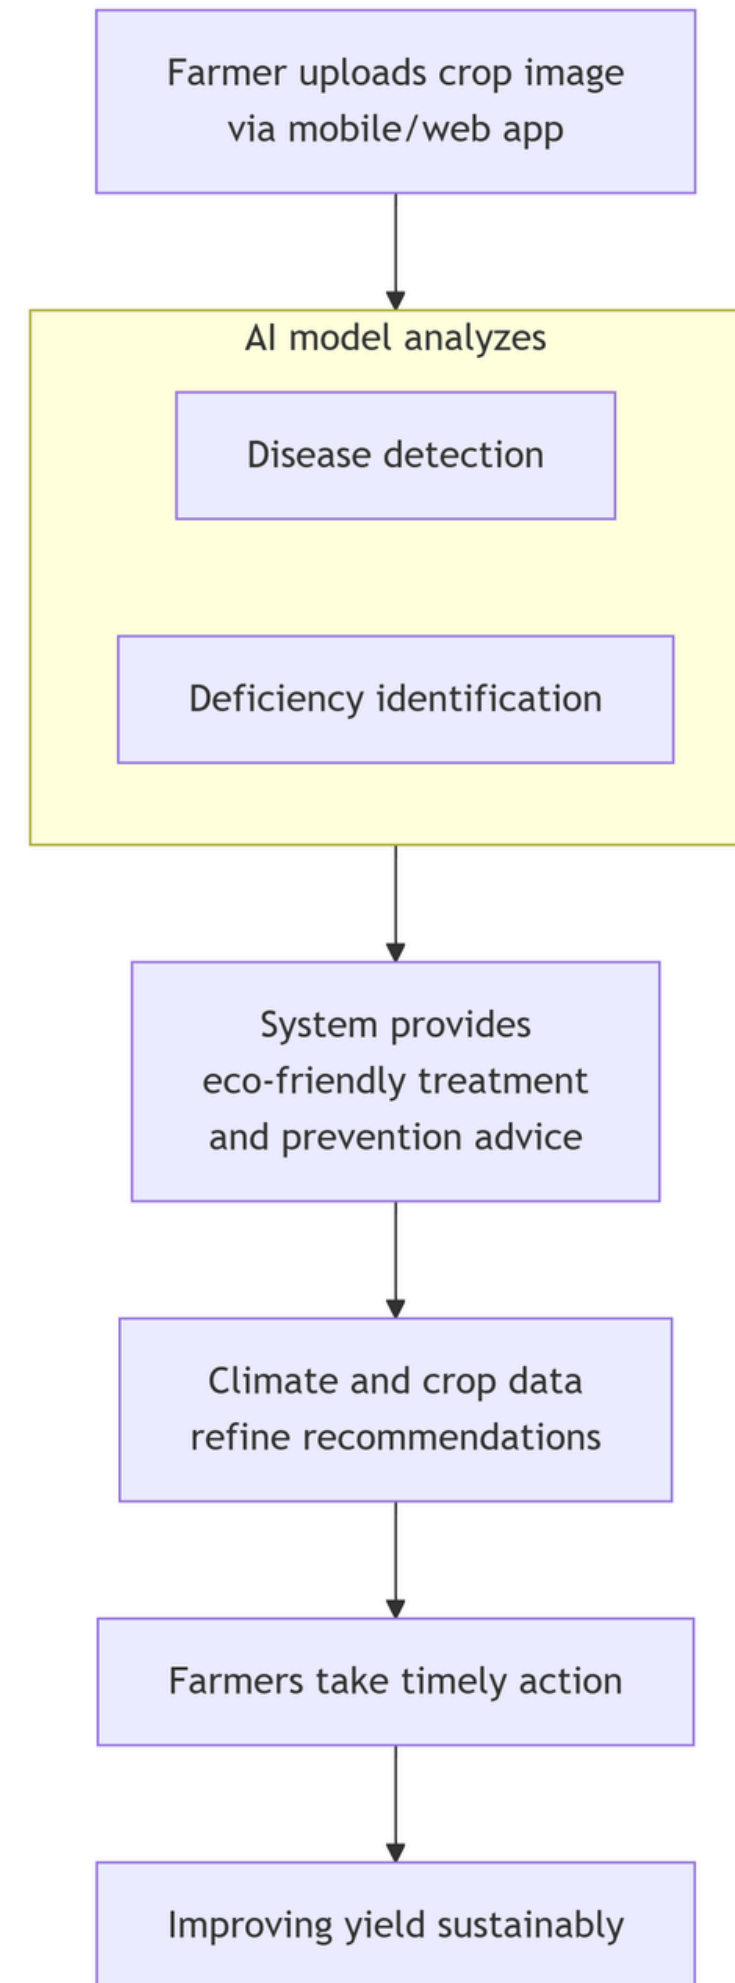 Farmer uploads crop image
via mobile/web app
AI model analyzes
Disease detection
Deficiency identification
System provides
eco-friendly treatment
and prevention advice
Climate and crop data
refine recommendations
Farmers take timely action
Improving yield sustainably